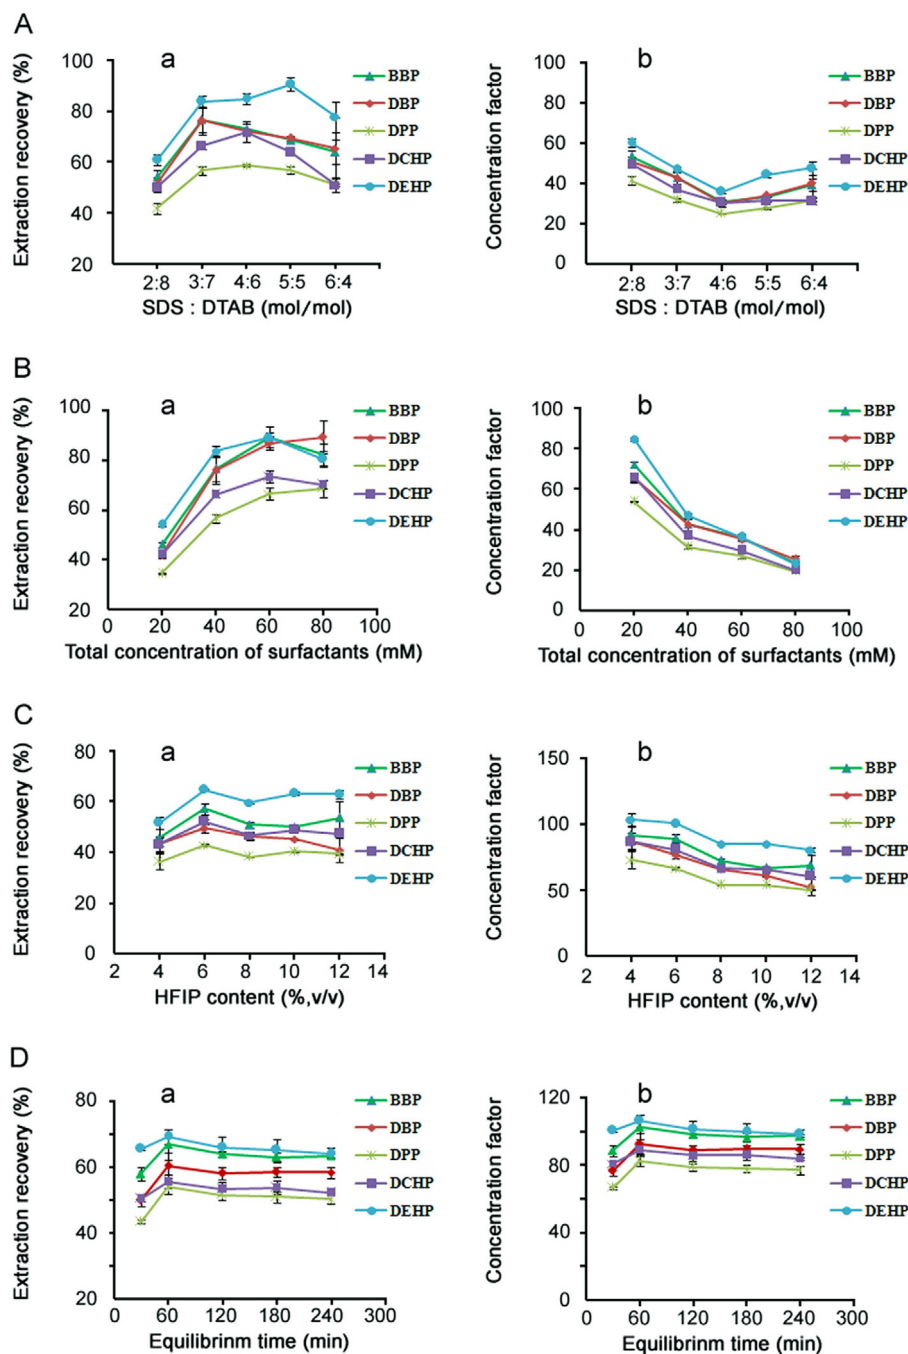 A
a
Extraction recovery (%)
100
80
60
40
20
2:8 3:7 4:6 5:5 6:4
SDS : DTAB (mol/mol)
BBP
DBP
DPP
DCHP
DEHP
b
Concentration factor
100
80
60
40
20
0
2:8 3:7 4:6 5:5 6:4
SDS : DTAB (mol/mol)
BBP
DBP
DPP
DCHP
DEHP
B
a
Extraction recovery (%)
100
80
60
40
20
0 20 40 60 80 100
Total concentration of surfactants (mM)
BBP
DBP
DPP
DCHP
DEHP
b
Concentration factor
100
80
60
40
20
0
0 20 40 60 80 100
Total concentration of surfactants (mM)
BBP
DBP
DPP
DCHP
DEHP
C
a
Extraction recovery (%)
80
60
40
20
0
2 4 6 8 10 12 14
HFIP content (%,v/v)
BBP
DBP
DPP
DCHP
DEHP
b
Concentration factor
150
100
50
0
2 4 6 8 10 12 14
HFIP content (%,v/v)
BBP
DBP
DPP
DCHP
DEHP
D
a
Extraction recovery (%)
80
60
40
20
0 60 120 180 240 300
Equilibrinm time (min)
BBP
DBP
DPP
DCHP
DEHP
b
Concentration factor
120
80
40
0
0 60 120 180 240 300
Equilibrinm time (min)
BBP
DBP
DPP
DCHP
DEHP